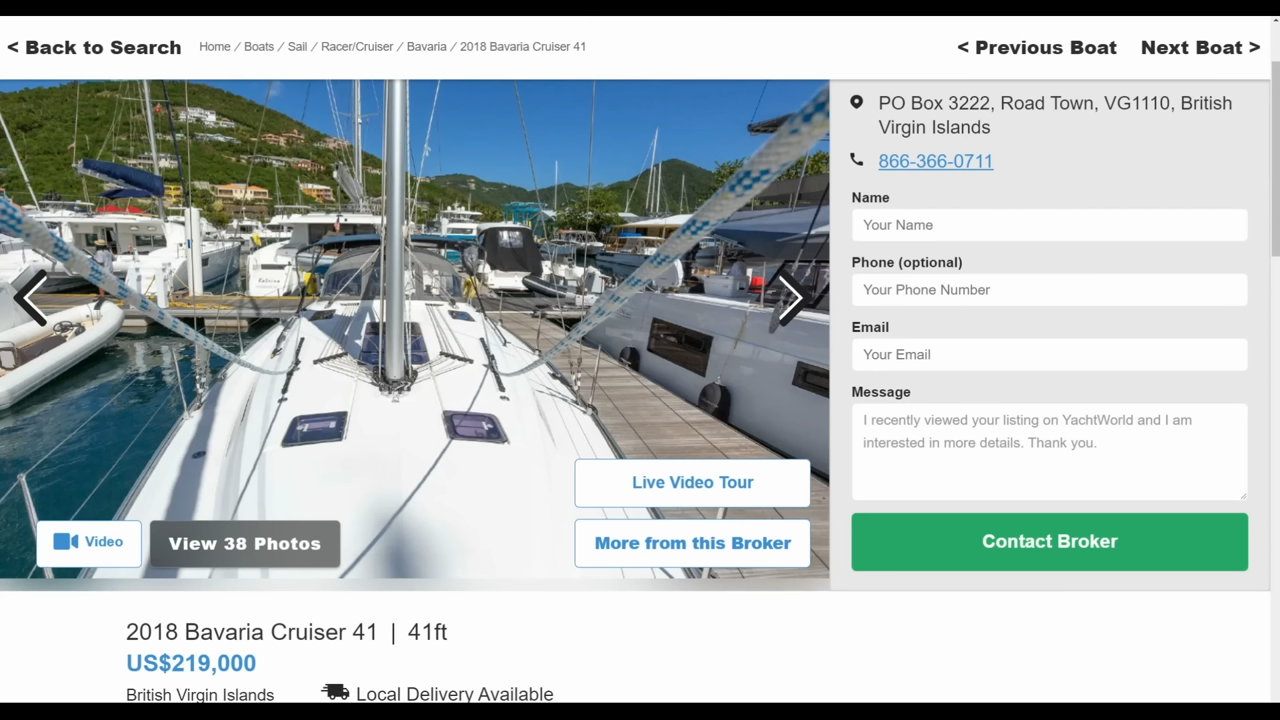 < Back to Search
Home / Boats / Sail / Racer/Cruiser / Bavaria / 2018 Bavaria Cruiser 41
< Previous Boat
Next Boat >
PO Box 3222, Road Town, VG1110, British
Virgin Islands
866-366-0711
Name
Your Name
Phone (optional)
Your Phone Number
Email
Your Email
Message
I recently viewed your listing on YachtWorld and I am
interested in more details. Thank you.
Contact Broker
Live Video Tour
Video
View 38 Photos
More from this Broker
2018 Bavaria Cruiser 41 | 41ft
US$219,000
British Virgin Islands
Local Delivery Available